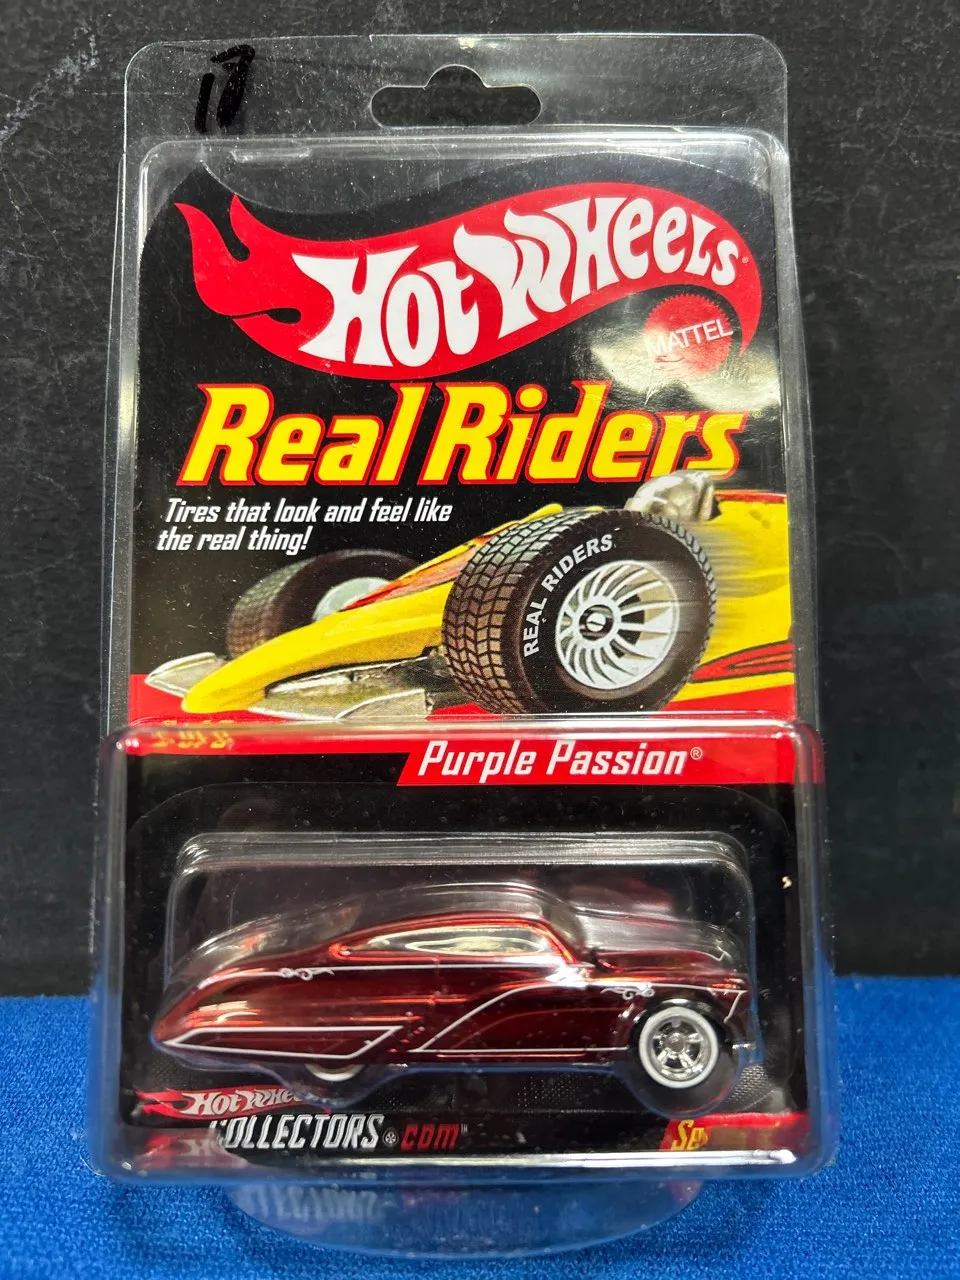 17
HOT WHEELS®
MATTEL
Real Riders
Tires that look and feel like
the real thing!
REAL RIDERS
Purple Passion®
HOT WHEELS
COLLECTORS.COM™